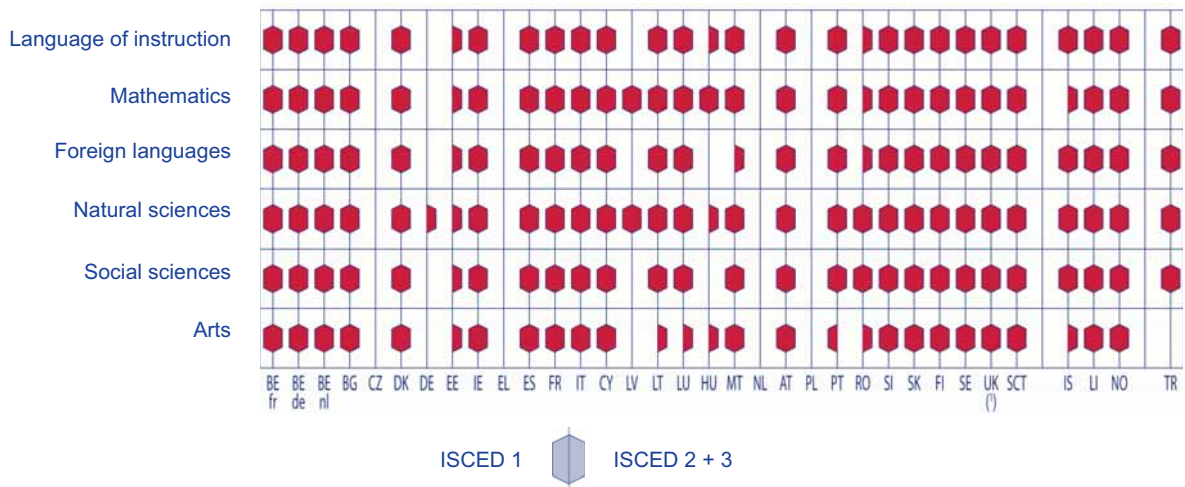 Language of instruction
Mathematics
Foreign languages
Natural sciences
Social sciences
Arts
BE BE BE BG CZ DK DE EE IE EL ES FR IT CY LV LT LU HU MT NL AT PL PT RO SI SK FI SE UK SCT IS LI NO TR
fr de nl (¹)
ISCED 1 ISCED 2 + 3